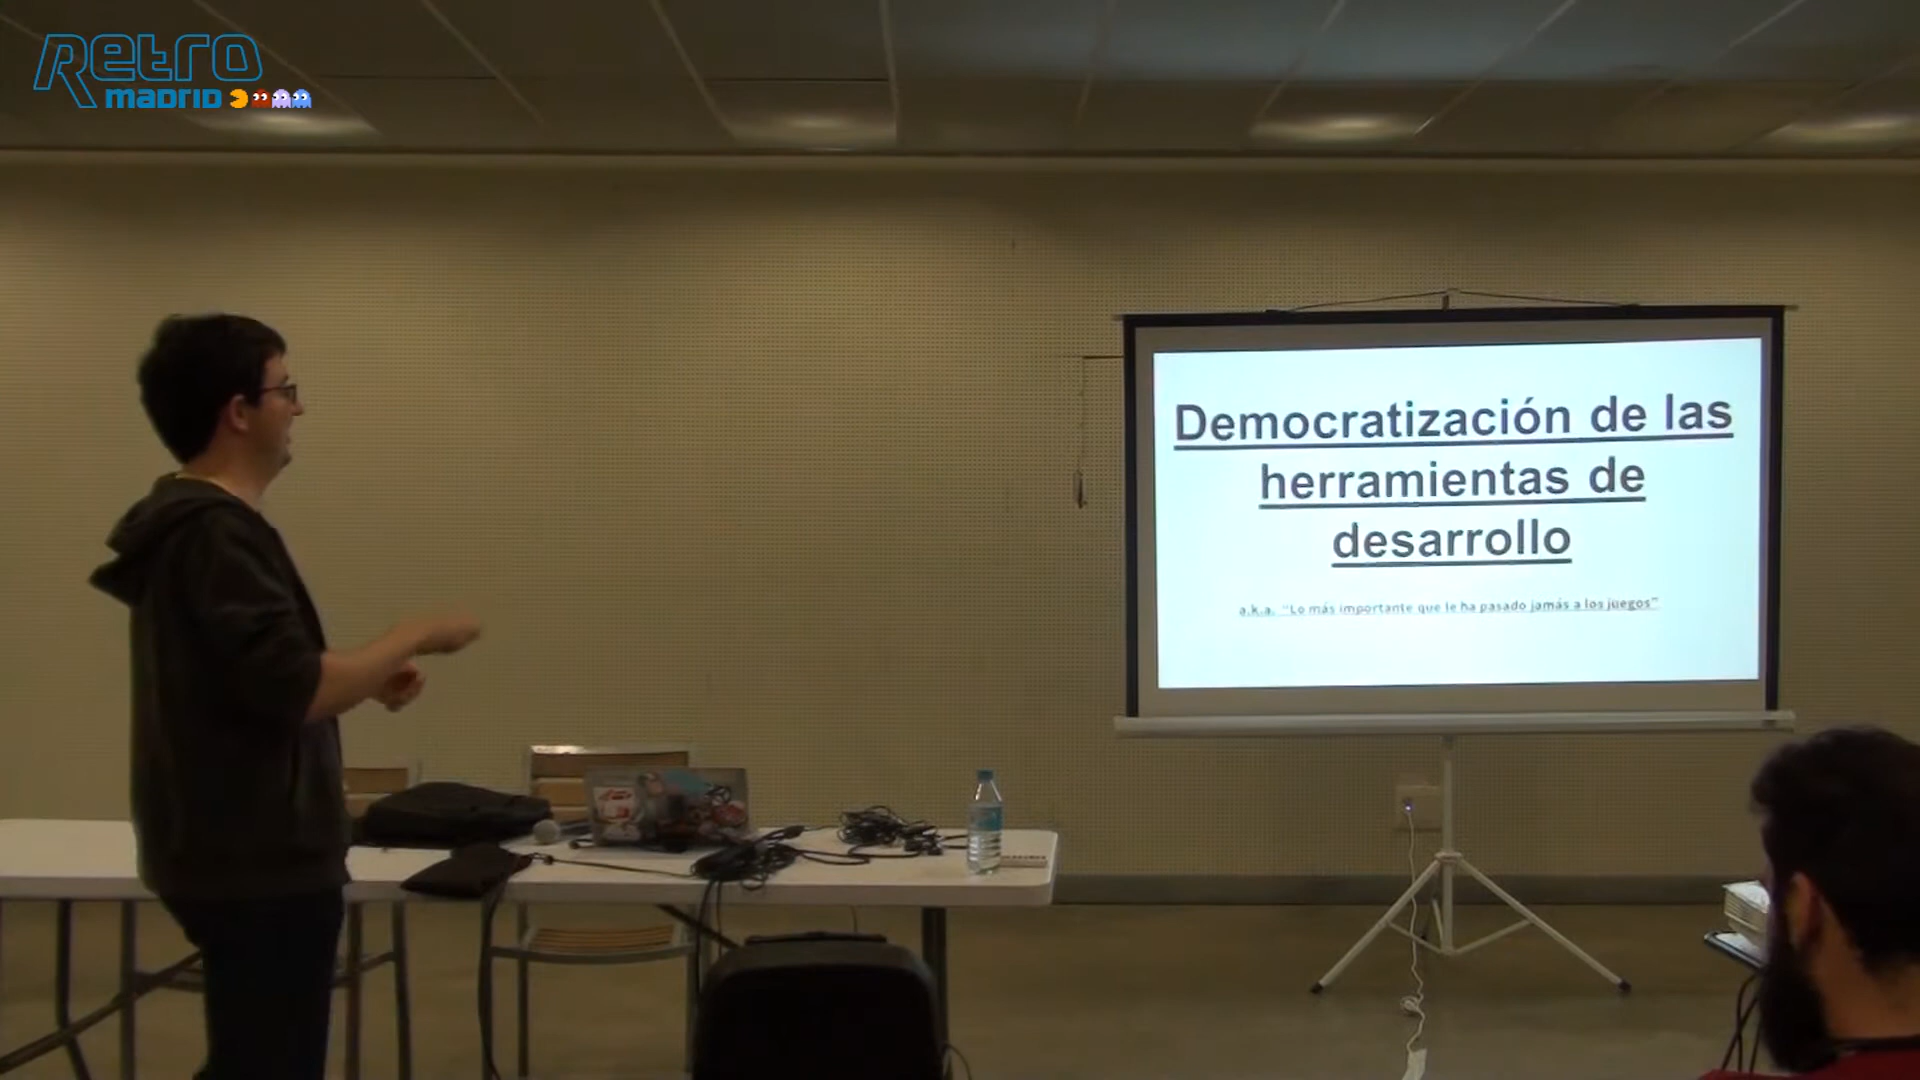 Retro
madrid
Democratización de las
herramientas de
desarrollo
a.k.a. "Lo más importante que le ha pasado jamás a los juegos"